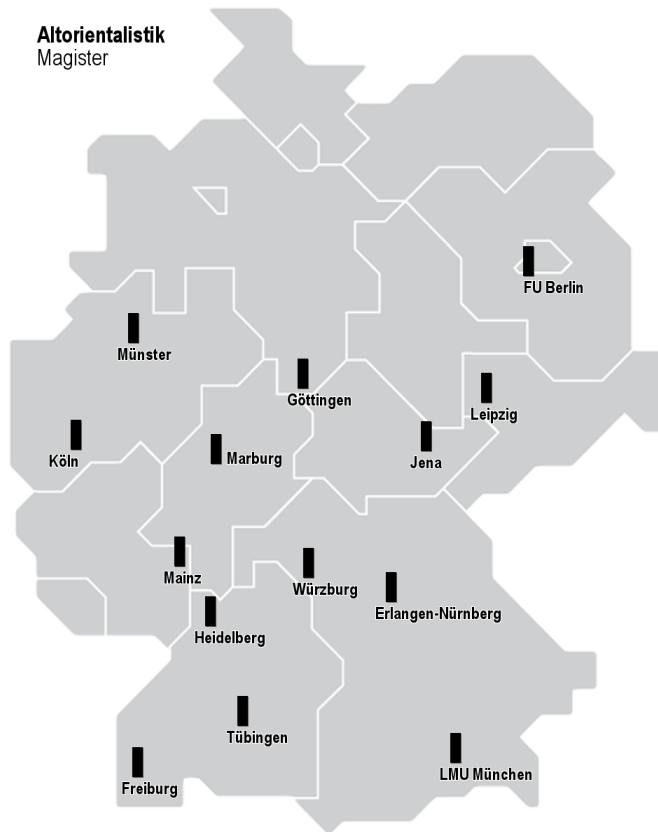 Altorientalistik
Magister
FU Berlin
Münster
Göttingen
Leipzig
Köln
Marburg
Jena
Mainz
Würzburg
Erlangen-Nürnberg
Heidelberg
Tübingen
LMU München
Freiburg